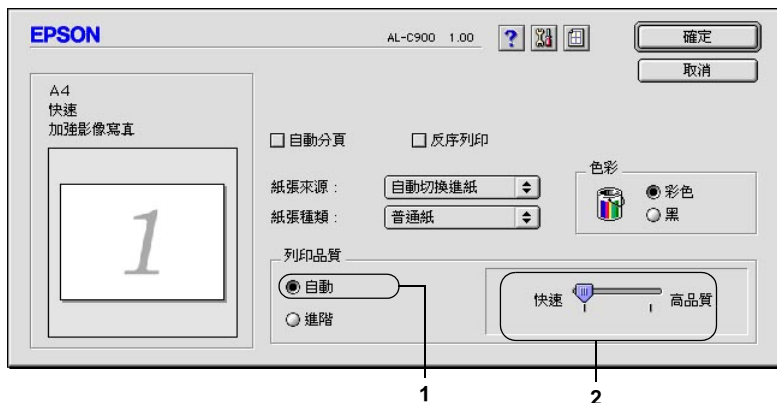 EPSON
AL-C900 1.00
?
確定
取消
A4
快速
加強影像寫真
1
自動分頁
反序列印
紙張來源：
自動切換進紙
紙張種類：
普通紙
色彩
彩色
黑
列印品質
自動
進階
快速
高品質
1
2